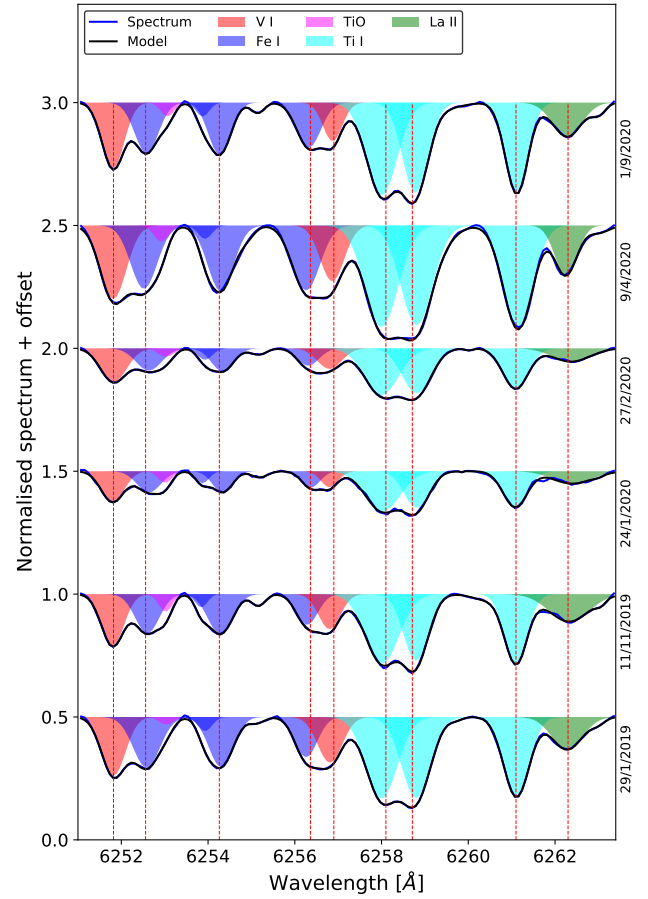 Spectrum
Model
V I
Fe I
TiO
Ti I
La II
3.0
2.5
2.0
1.5
1.0
0.5
0.0
Normalised spectrum + offset
1/9/2020
9/4/2020
27/2/2020
24/1/2020
11/11/2019
29/1/2019
6252 6254 6256 6258 6260 6262
Wavelength [Å]